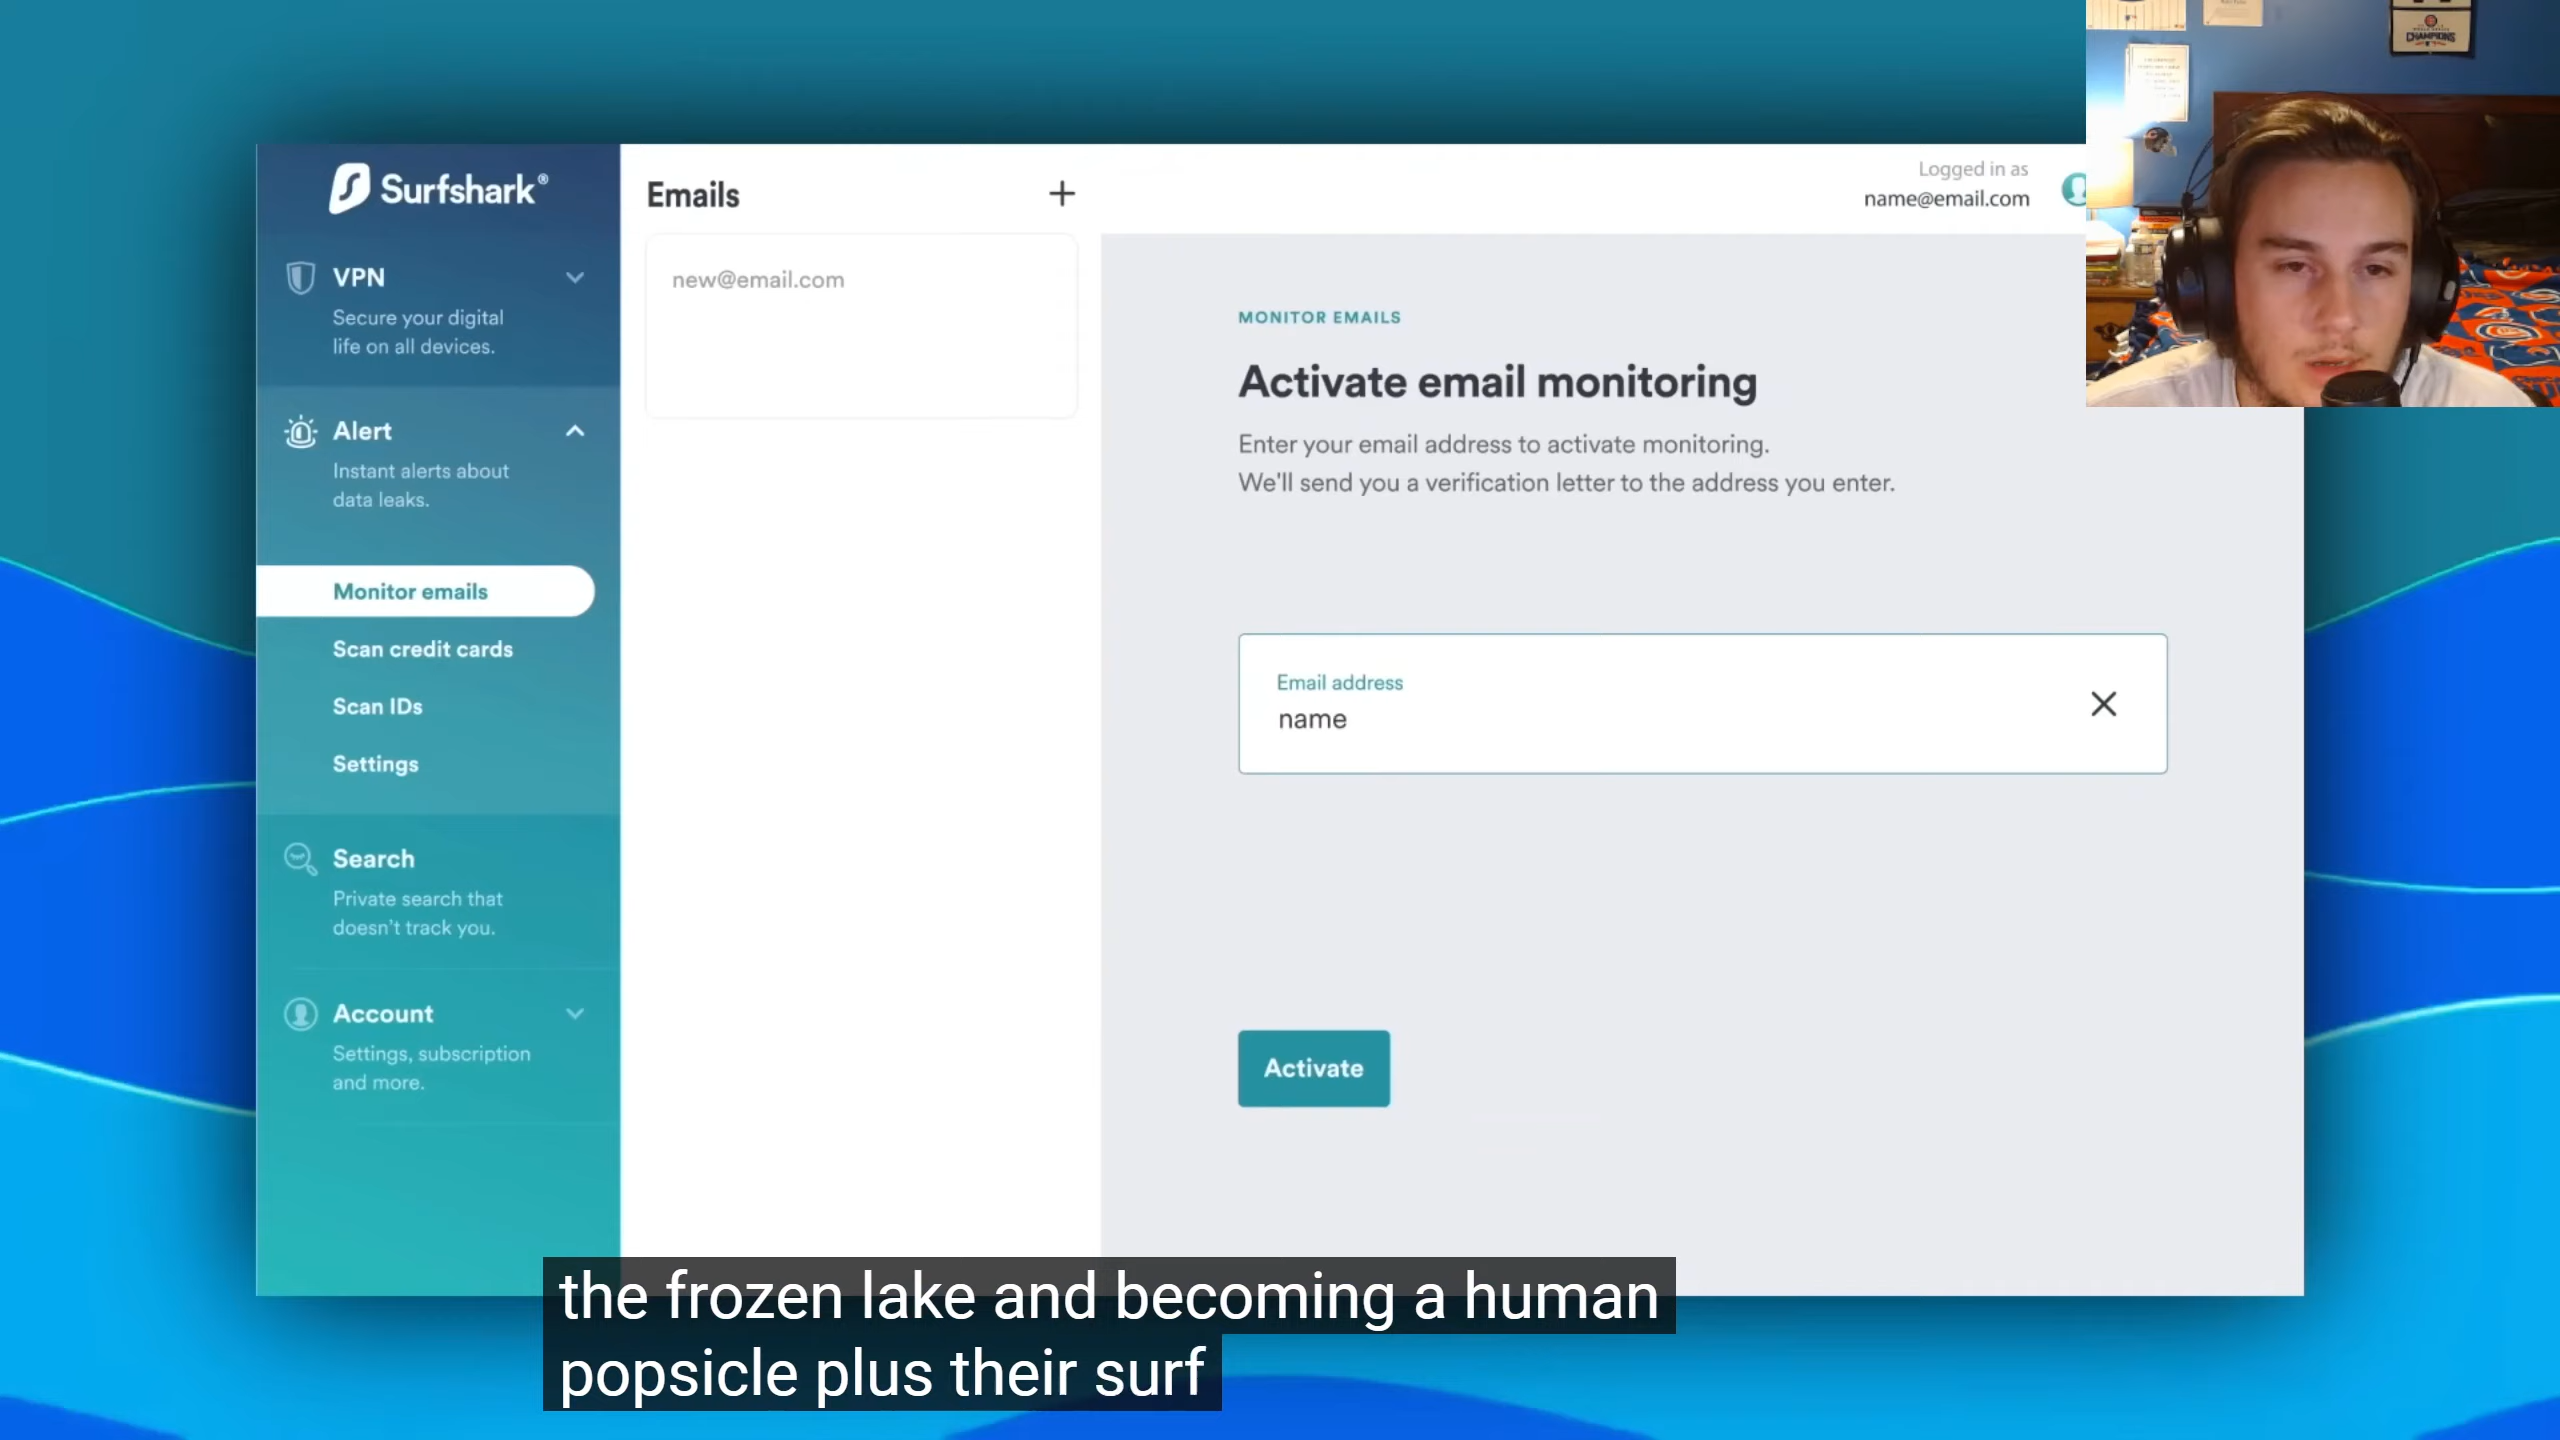 Surfshark®
VPN
Secure your digital
life on all devices.
Alert
Instant alerts about
data leaks.
Monitor emails
Scan credit cards
Scan IDs
Settings
Search
Private search that
doesn't track you.
Account
Settings, subscription
and more.
Emails
new@email.com
Logged in as
name@email.com
MONITOR EMAILS
Activate email monitoring
Enter your email address to activate monitoring.
We'll send you a verification letter to the address you enter.
Email address
name
Activate
CHAMPIONS
the frozen lake and becoming a human
popsicle plus their surf